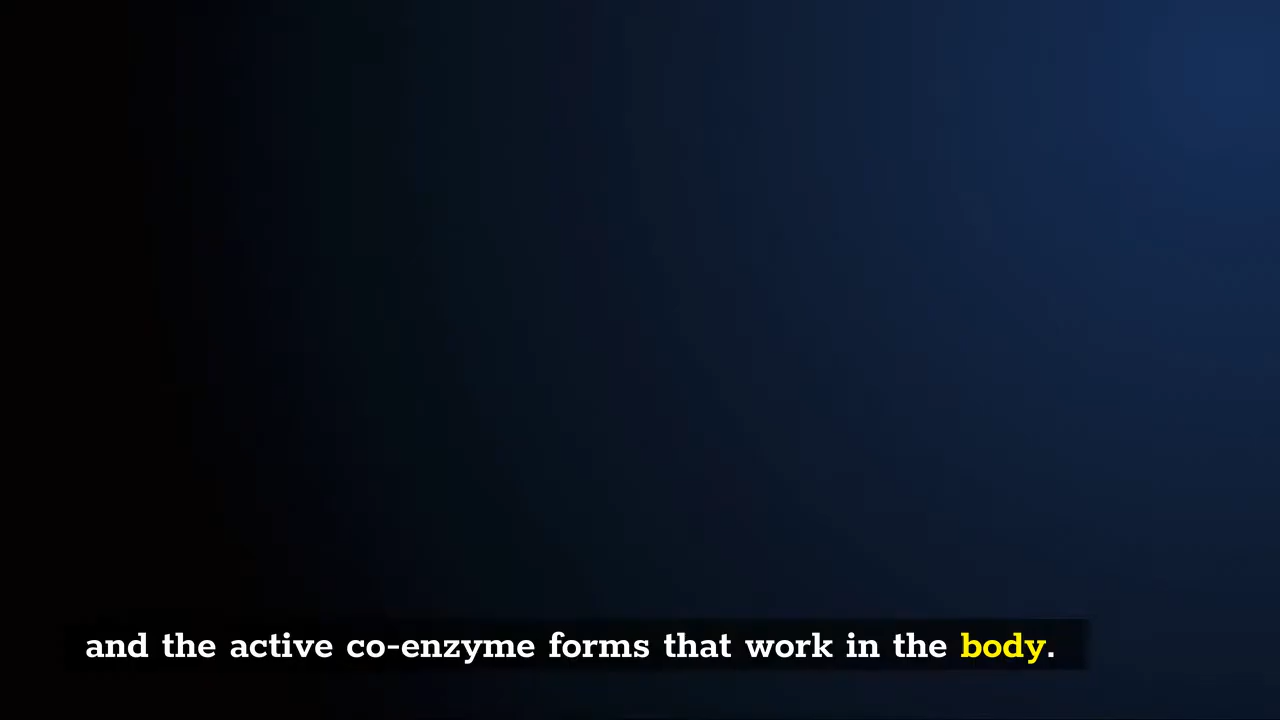 and the active co-enzyme forms that work in the body.